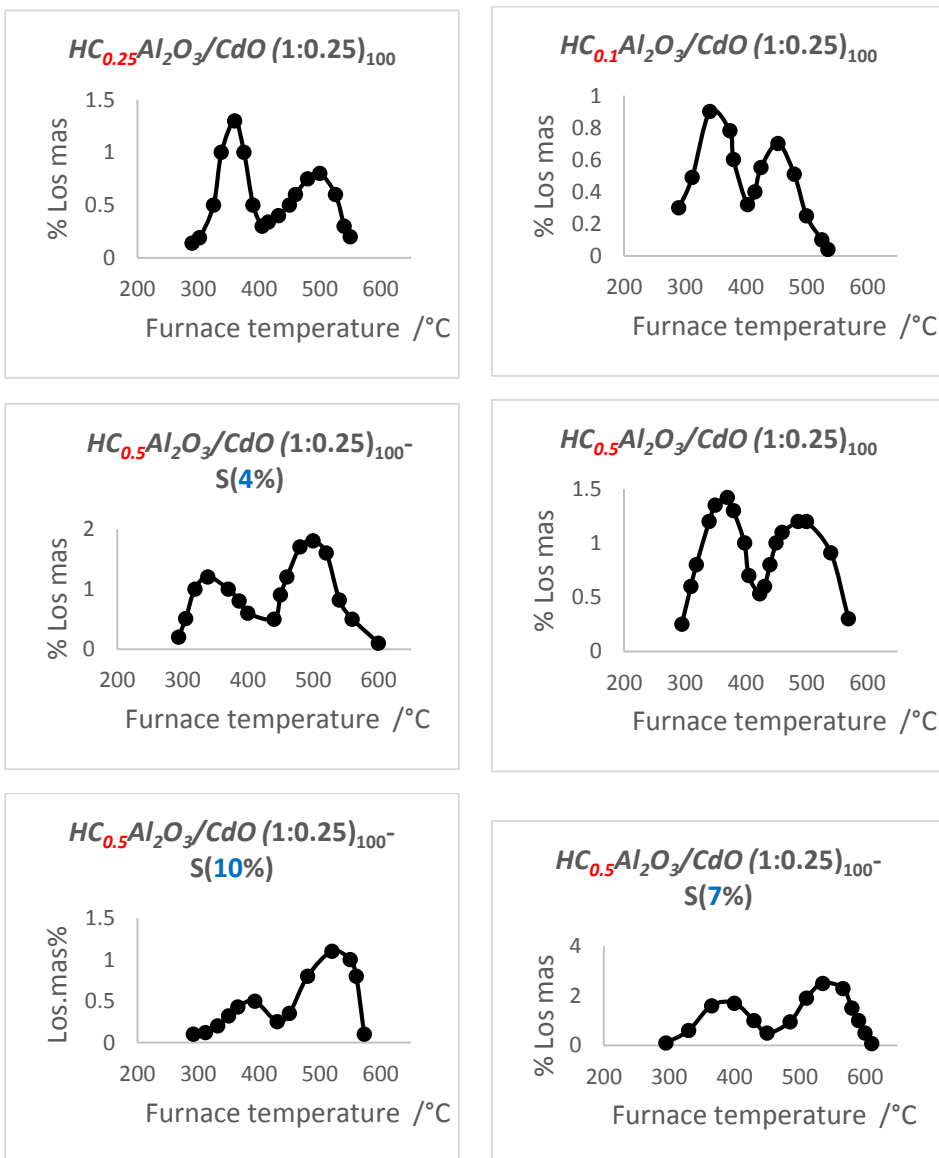 HC0.25Al2O3/CdO (1:0.25)100
1.5
1
0.5
0
% Los mas
200 300 400 500 600
Furnace temperature /°C
HC0.1Al2O3/CdO (1:0.25)100
1
0.8
0.6
0.4
0.2
0
% Los mas
200 300 400 500 600
Furnace temperature /°C
HC0.5Al2O3/CdO (1:0.25)100-
S(4%)
2
1
0
% Los mas
200 300 400 500 600
Furnace temperature /°C
HC0.5Al2O3/CdO (1:0.25)100
1.5
1
0.5
0
% Los mas
200 300 400 500 600
Furnace temperature /°C
HC0.5Al2O3/CdO (1:0.25)100-
S(10%)
1.5
1
0.5
0
Los.mas%
200 300 400 500 600
Furnace temperature /°C
HC0.5Al2O3/CdO (1:0.25)100-
S(7%)
4
2
0
% Los mas
200 300 400 500 600
Furnace temperature /°C